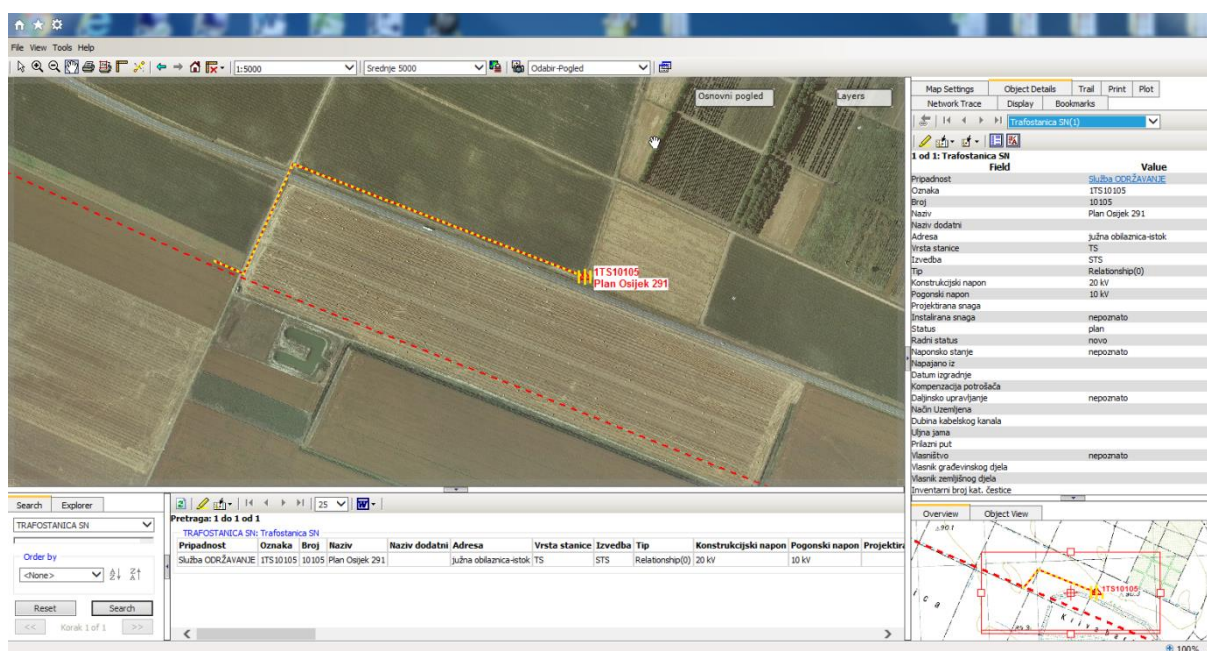 File View Tools Help
1:5000 Srednje 5000 Odabir-Pogled
Osnovni pogled Layers
1TS10105
Plan Osijek 291
Map Settings Object Details Trail Print Plot
Network Trace Display Bookmarks
Trafostanica SN(1)
1 od 1: Trafostanica SN
Field Value
Pripadnost Služba ODRŽAVANJE
Oznaka 1TS10105
Broj 10105
Naziv Plan Osijek 291
Naziv dodatni
Adresa južna obilaznica-istok
Vrsta stanice TS
Izvedba STS
Tip Relationship(0)
Konstrukcijski napon 20 kV
Pogonski napon 10 kV
Projektirana snaga
Instalirana snaga nepoznato
Status plan
Radni status novo
Naponsko stanje nepoznato
Napajano iz
Datum izgradnje
Kompenzacija potrošača
Daljinsko upravljanje nepoznato
Način Uzemljena
Dubina kabelskog kanala
Uljna jama
Prilazni put
Vlasništvo nepoznato
Vlasnik građevinskog djela
Vlasnik zemljišnog djela
Inventarni broj kat. čestice
Search Explorer
TRAFOSTANICA SN
Order by
<None>
Reset Search
<< Korak 1 of 1 >>
25
Pretraga: 1 do 1 od 1
TRAFOSTANICA SN: Trafostanica SN
Pripadnost Oznaka Broj Naziv Naziv dodatni Adresa Vrsta stanice Izvedba Tip Konstrukcijski napon Pogonski napon Projektira
Služba ODRŽAVANJE 1TS10105 10105 Plan Osijek 291 južna obilaznica-istok TS STS Relationship(0) 20 kV 10 kV
Overview Object View
1TS10105
100%